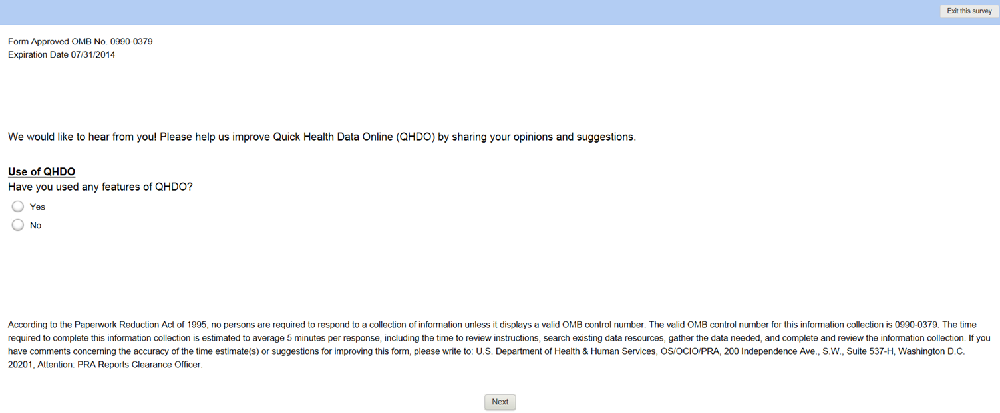 Exit this survey
Form Approved OMB No. 0990-0379
Expiration Date 07/31/2014
We would like to hear from you! Please help us improve Quick Health Data Online (QHDO) by sharing your opinions and suggestions.
Use of QHDO
Have you used any features of QHDO?
Yes
No
According to the Paperwork Reduction Act of 1995, no persons are required to respond to a collection of information unless it displays a valid OMB control number. The valid OMB control number for this information collection is 0990-0379. The time
required to complete this information collection is estimated to average 5 minutes per response, including the time to review instructions, search existing data resources, gather the data needed, and complete and review the information collection. If you
have comments concerning the accuracy of the time estimate(s) or suggestions for improving this form, please write to: U.S. Department of Health & Human Services, OS/OCIO/PRA, 200 Independence Ave., S.W., Suite 537-H, Washington D.C.
20201, Attention: PRA Reports Clearance Officer.
Next